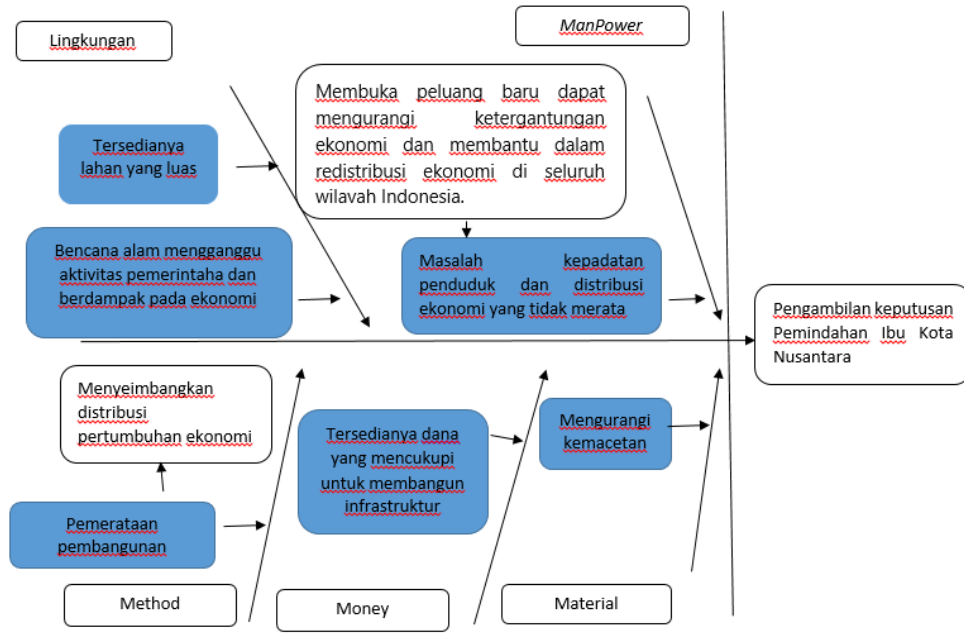 Lingkungan
ManPower
Membuka peluang baru dapat
mengurangi ketergantungan
ekonomi dan membantu dalam
redistribusi ekonomi di seluruh
wilayah Indonesia.
Tersedianya
lahan yang luas
Bencana alam mengganggu
aktivitas pemerintaha dan
berdampak pada ekonomi
Masalah kepadatan
penduduk dan distribusi
ekonomi yang tidak merata
Pengambilan keputusan
Pemindahan Ibu Kota
Nusantara
Menyeimbangkan
distribusi
pertumbuhan ekonomi
Tersedianya dana
yang mencukupi
untuk membangun
infrastruktur
Mengurangi
kemacetan
Pemerataan
pembangunan
Method
Money
Material